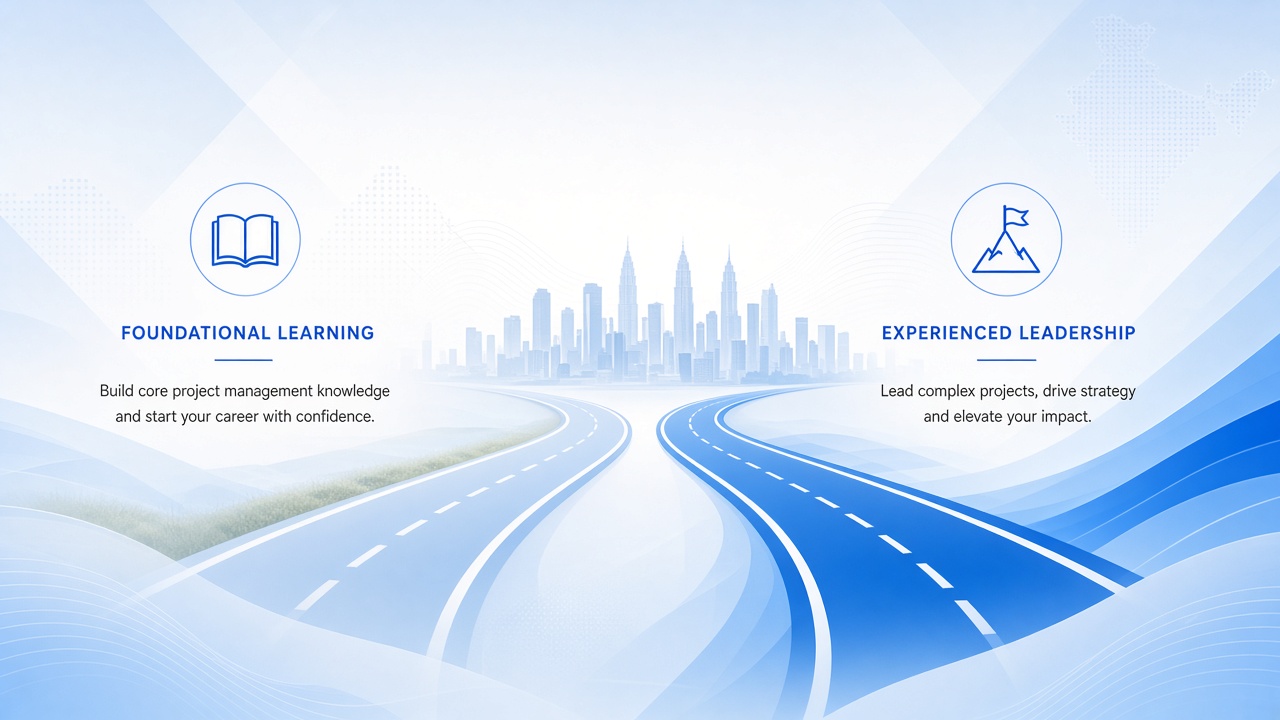 FOUNDATIONAL LEARNING
Build core project management knowledge
and start your career with confidence.
EXPERIENCED LEADERSHIP
Lead complex projects, drive strategy
and elevate your impact.